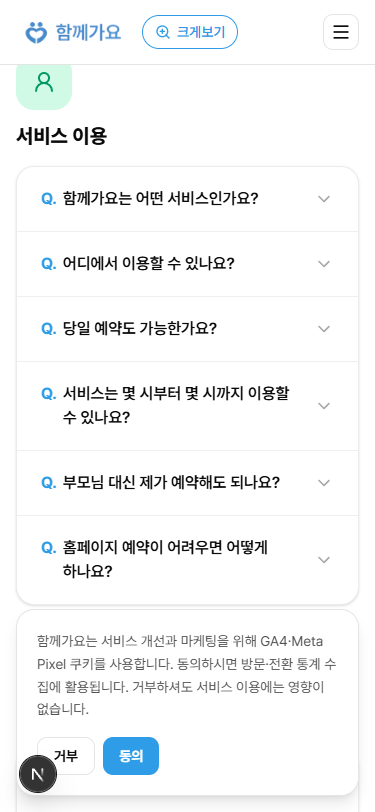 함께가요
크게보기
서비스 이용
Q. 함께가요는 어떤 서비스인가요?
Q. 어디에서 이용할 수 있나요?
Q. 당일 예약도 가능한가요?
Q. 서비스는 몇 시부터 몇 시까지 이용할
수 있나요?
Q. 부모님 대신 제가 예약해도 되나요?
Q. 홈페이지 예약이 어려우면 어떻게
하나요?
함께가요는 서비스 개선과 마케팅을 위해 GA4·Meta
Pixel 쿠키를 사용합니다. 동의하시면 방문·전환 통계 수
집에 활용됩니다. 거부하셔도 서비스 이용에는 영향이
없습니다.
거부
동의
N